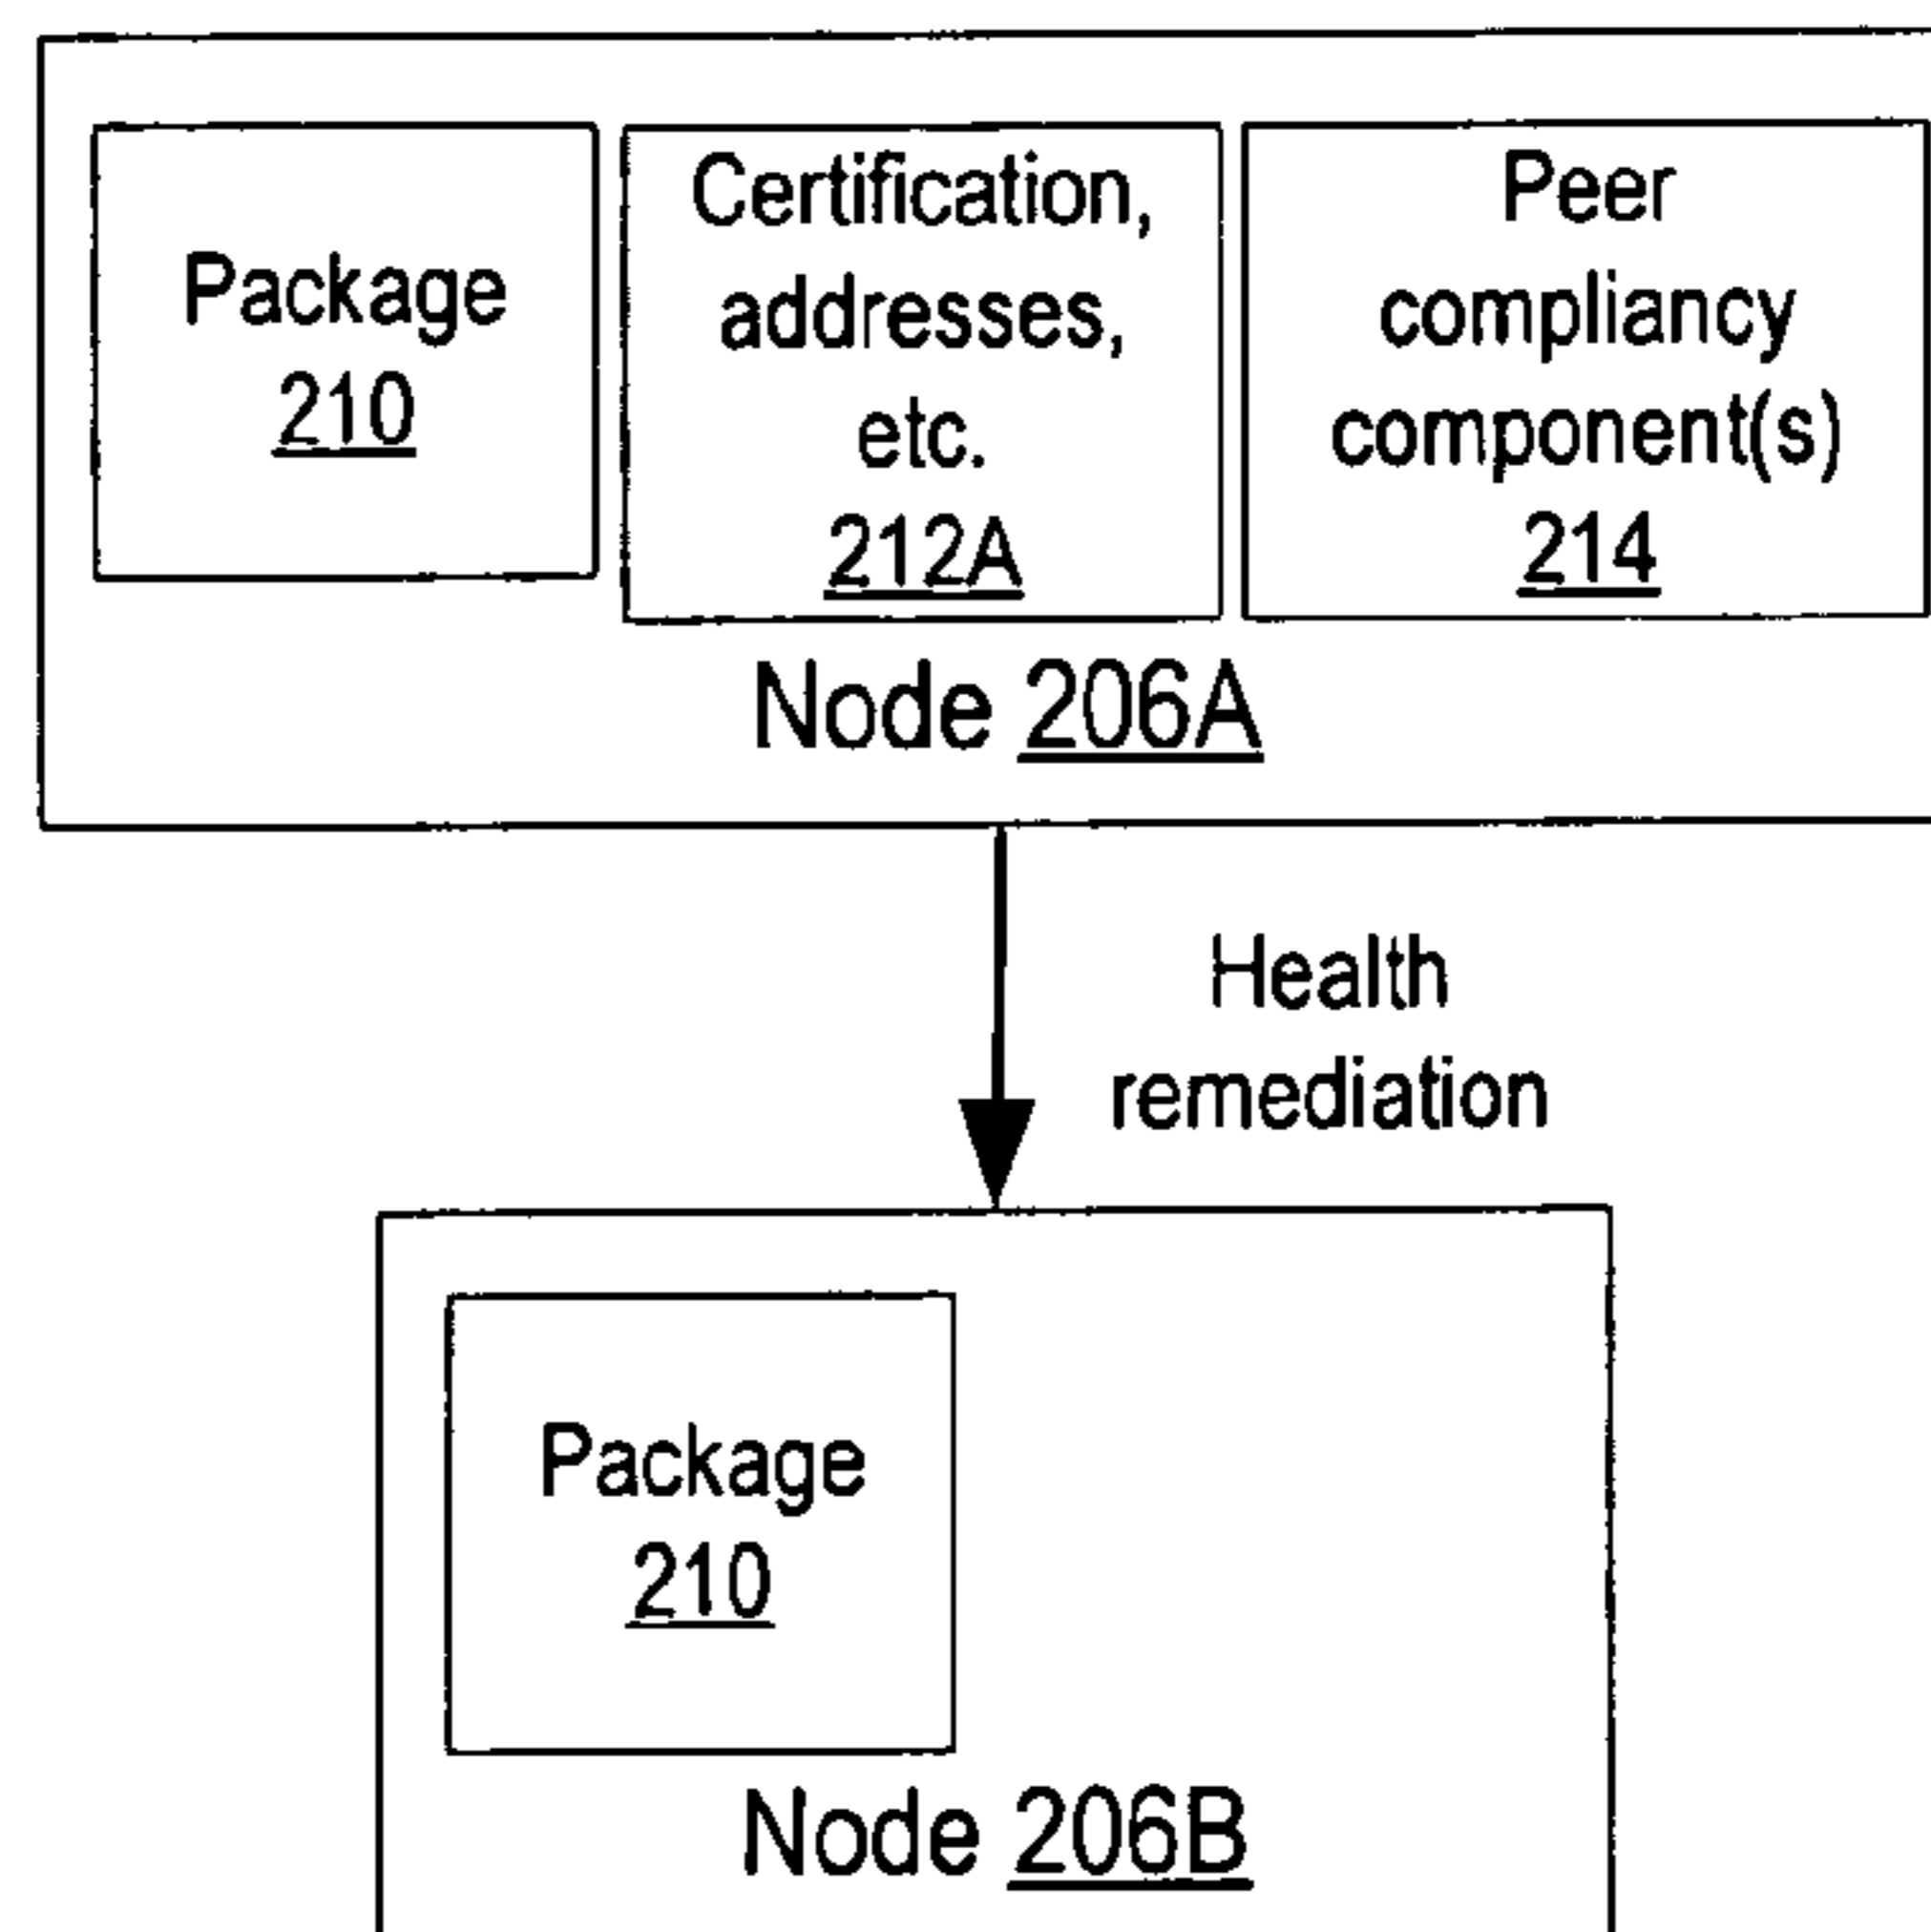 Package
210
Certification,
addresses,
etc.
212A
Peer
compliancy
component(s)
214
Node 206A
Health
remediation
Package
210
Node 206B